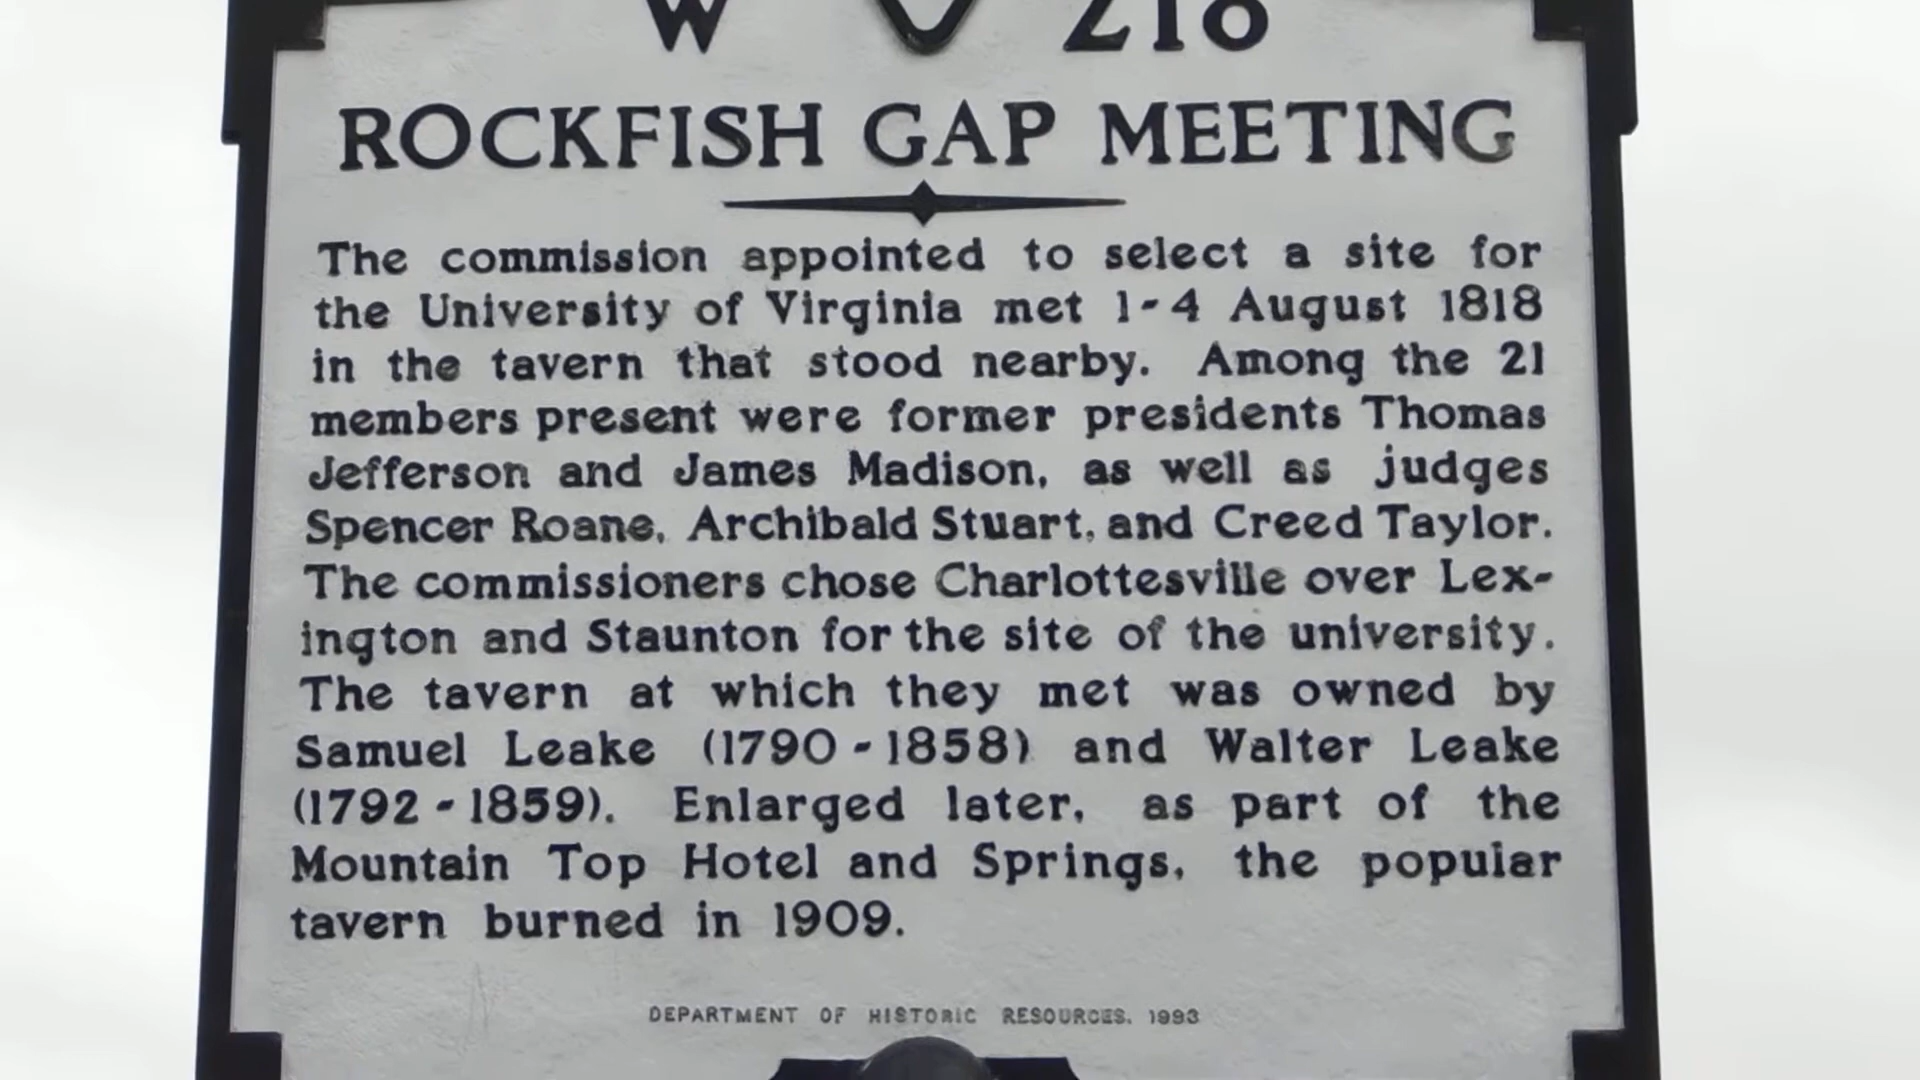 W 218
ROCKFISH GAP MEETING
The commission appointed to select a site for
the University of Virginia met 1-4 August 1818
in the tavern that stood nearby. Among the 21
members present were former presidents Thomas
Jefferson and James Madison, as well as judges
Spencer Roane, Archibald Stuart, and Creed Taylor.
The commissioners chose Charlottesville over Lex-
ington and Staunton for the site of the university.
The tavern at which they met was owned by
Samuel Leake (1790-1858) and Walter Leake
(1792-1859). Enlarged later, as part of the
Mountain Top Hotel and Springs, the popular
tavern burned in 1909.
DEPARTMENT OF HISTORIC RESOURCES, 1993